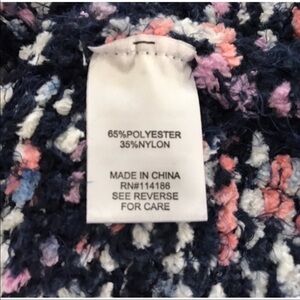 65%POLYESTER
35%NYLON
MADE IN CHINA
RN#114186
SEE REVERSE
FOR CARE